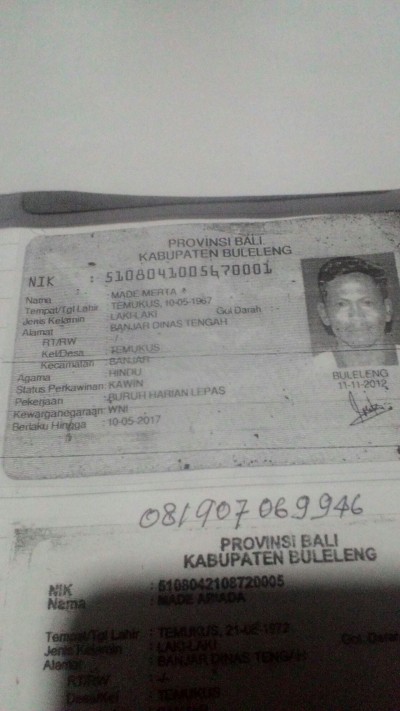 PROVINSI BALI
KABUPATEN BULELENG
NIK : 5108041005670001
Nama : MADE MERTA
Tempat/Tgl Lahir : TEMUKUS, 10-05-1967
Jenis Kelamin : LAKI-LAKI Gol Darah
Alamat : BANJAR DINAS TENGAH
RT/RW : -/-
Kel/Desa : TEMUKUS
Kecamatan : BANJAR
Agama : HINDU
Status Perkawinan: KAWIN
Pekerjaan : BURUH HARIAN LEPAS
Kewarganegaraan: WNI
Berlaku Hingga : 10-05-2017
BULELENG
11-11-2012
081907069946
PROVINSI BALI
KABUPATEN BULELENG
NIK : 5108042108720005
Nama : MADE ARIADA
Tempat/Tgl Lahir : TEMUKUS, 21-08-1972
Jenis Kelamin : LAKI-LAKI Gol. Darah
Alamat : BANJAR DINAS TENGAH
RT/RW : -/-
Desa/Kel : TEMUKUS